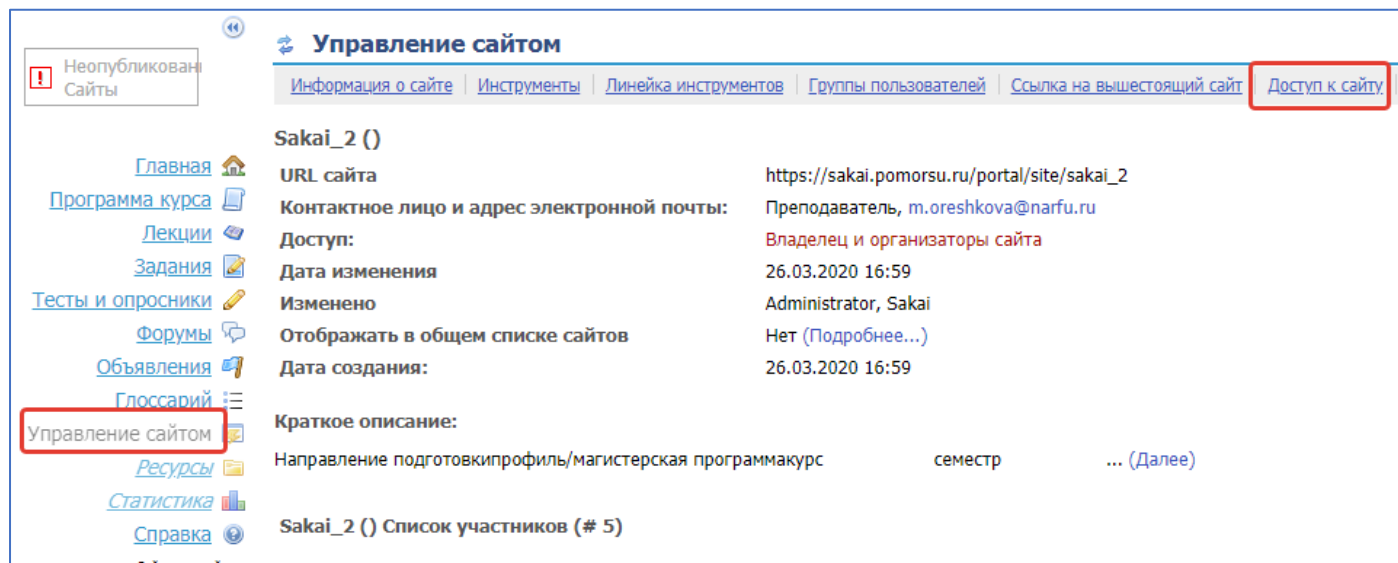 Неопубликован
Сайты
Главная
Программа курса
Лекции
Задания
Тесты и опросники
Форумы
Объявления
Глоссарий
Управление сайтом
Ресурсы
Статистика
Справка
Управление сайтом
Информация о сайте | Инструменты | Линейка инструментов | Группы пользователей | Ссылка на вышестоящий сайт | Доступ к сайту
Sakai_2 ()
URL сайта https://sakai.pomorsu.ru/portal/site/sakai_2
Контактное лицо и адрес электронной почты: Преподаватель, m.oreshkova@narfu.ru
Доступ: Владелец и организаторы сайта
Дата изменения 26.03.2020 16:59
Изменено Administrator, Sakai
Отображать в общем списке сайтов Нет (Подробнее...)
Дата создания: 26.03.2020 16:59
Краткое описание:
Направление подготовкипрофиль/магистерская программакурс семестр ... (Далее)
Sakai_2 () Список участников (# 5)